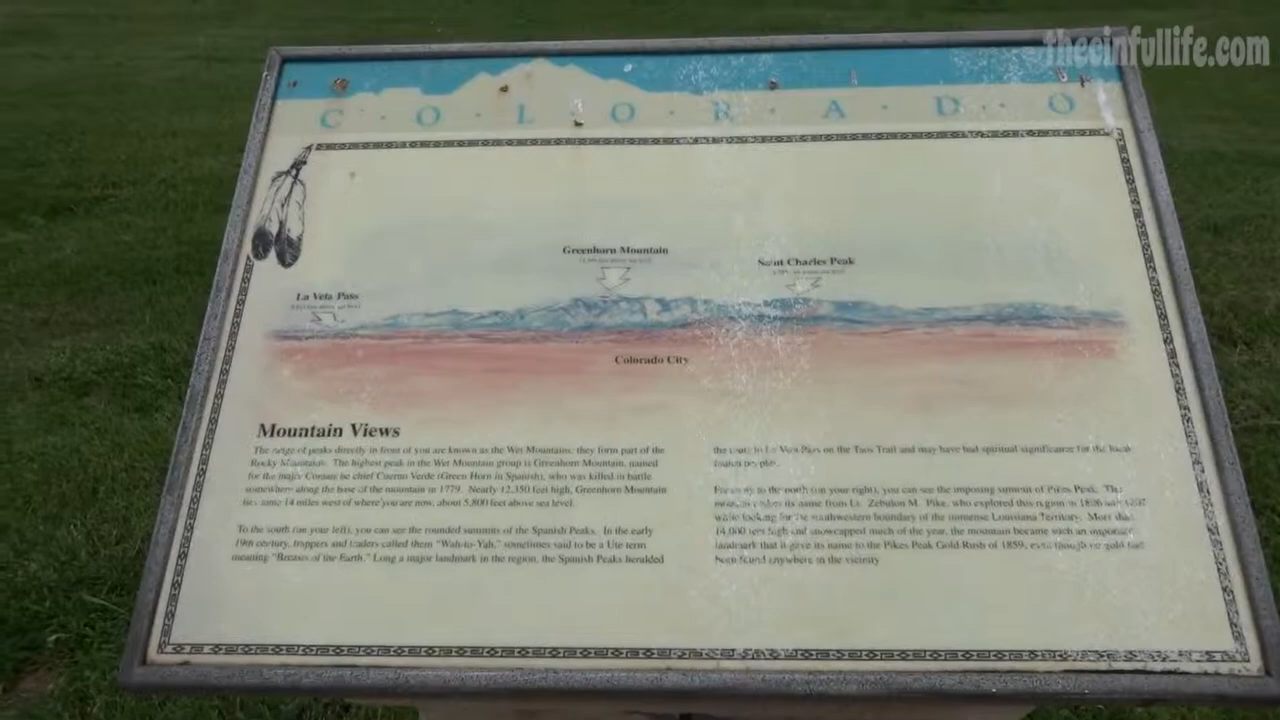 thecinfullife.com
C · O · L · O · R · A · D · O
Greenhorn Mountain
Saint Charles Peak
La Veta Pass
Colorado City
Mountain Views
The range of peaks directly in front of you are known as the Wet Mountains; they form part of the
Rocky Mountains. The highest peak in the Wet Mountain group is Greenhorn Mountain, named
for the major Comanche chief Cuerno Verde (Green Horn in Spanish), who was killed in battle
somewhere along the base of the mountain in 1779. Nearly 12,350 feet high, Greenhorn Mountain
lies some 14 miles west of where you are now, about 5,800 feet above sea level.
To the south (on your left), you can see the rounded summits of the Spanish Peaks. In the early
19th century, trappers and traders called them "Wah-to-Yah," sometimes said to be a Ute term
meaning "Breasts of the Earth." Long a major landmark in the region, the Spanish Peaks heralded
the route to La Veta Pass on the Taos Trail and may have had spiritual significance for the local
Indian peoples.
Far away to the north (on your right), you can see the imposing summit of Pikes Peak. The
mountain takes its name from Lt. Zebulon M. Pike, who explored this region in 1806 and
while looking for the southwestern boundary of the immense Louisiana Territory. More than
14,000 feet high and snowcapped much of the year, the mountain became such an important
landmark that it gave its name to the Pikes Peak Gold Rush of 1859, even though no gold had
been found anywhere in the vicinity